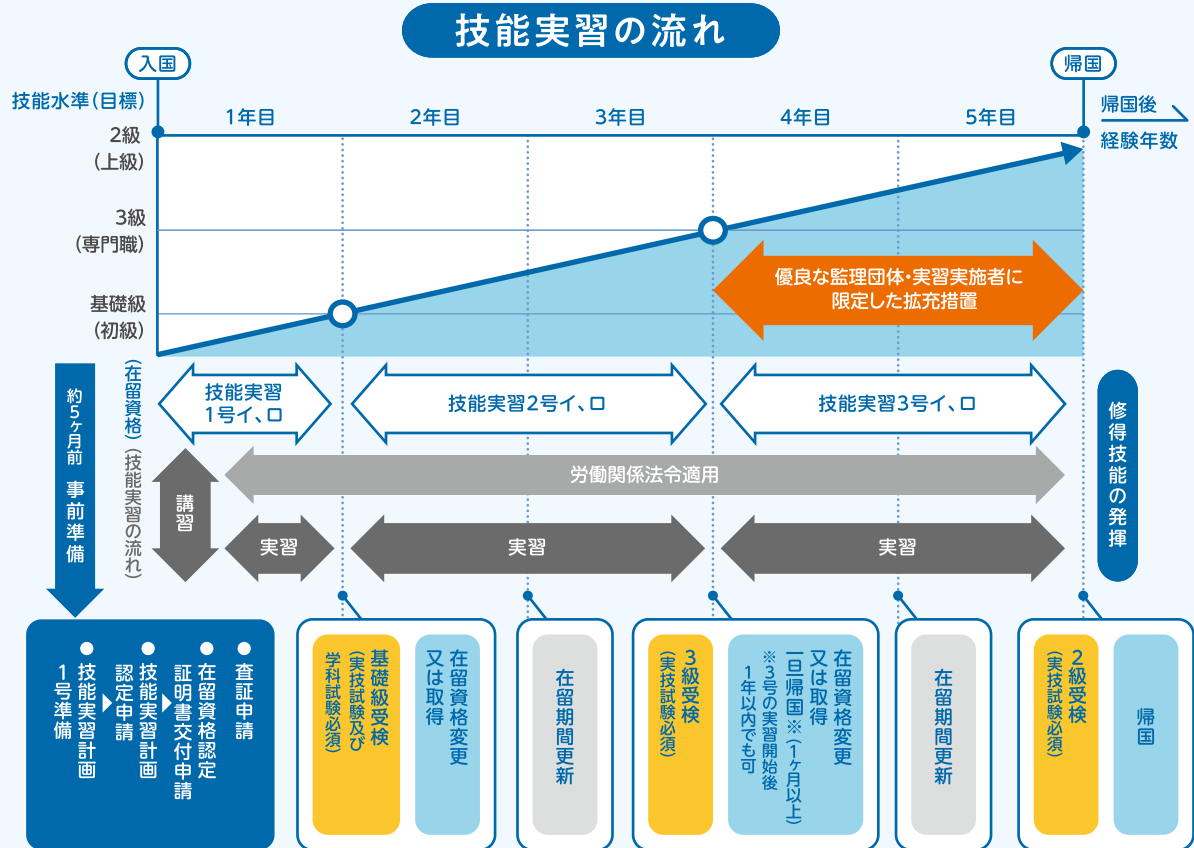 技能実習の流れ
入国
帰国
技能水準(目標)
1年目
2年目
3年目
4年目
5年目
帰国後
経験年数
2級
(上級)
3級
(専門職)
基礎級
(初級)
優良な監理団体・実習実施者に
限定した拡充措置
(在留資格)
技能実習
1号イ、ロ
技能実習2号イ、ロ
技能実習3号イ、ロ
約5ヶ月前 事前準備
(技能実習の流れ)
労働関係法令適用
講習
実習
実習
実習
修得技能の発揮
技能実習計画
1号準備
技能実習計画
認定申請
在留資格認定
証明書交付申請
査証申請
基礎級受検
(実技試験及び
学科試験必須)
在留資格変更
又は取得
在留期間更新
3級受検
(実技試験必須)
在留資格変更
又は取得
一旦帰国※(1ヶ月以上)
※3号の実習開始後
1年以内でも可
在留期間更新
2級受検
(実技試験必須)
帰国